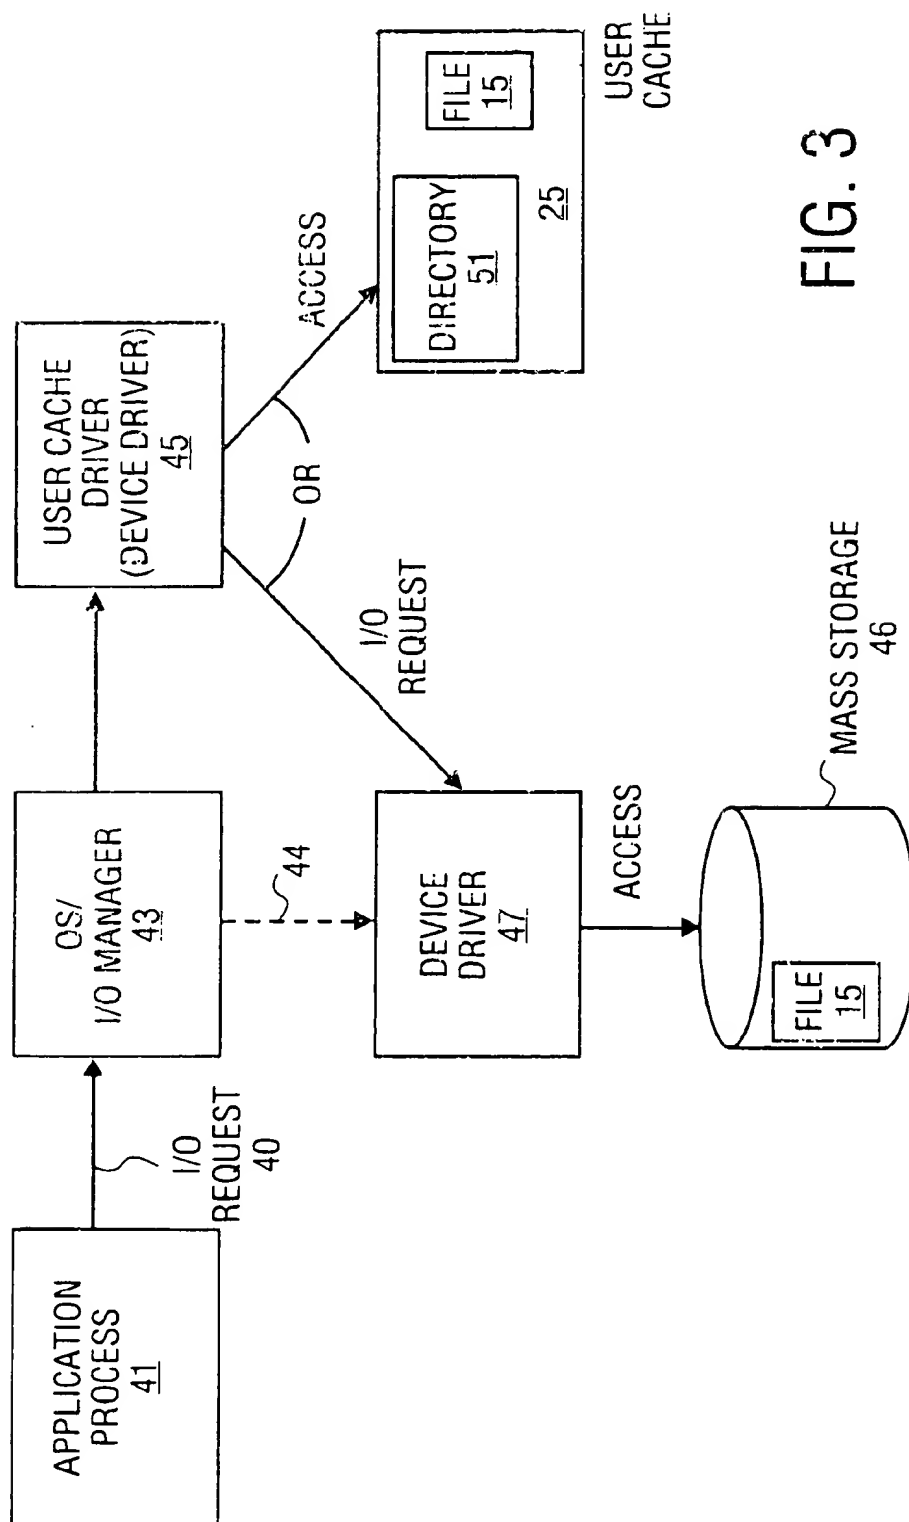 APPLICATION
PROCESS
41
I/O
REQUEST
40
OS/
I/O MANAGER
43
44
USER CACHE
DRIVER
(DEVICE DRIVER)
45
ACCESS
OR
I/O
REQUEST
DEVICE
DRIVER
47
ACCESS
MASS STORAGE
46
FILE
15
DIRECTORY
51
FILE
15
25
USER
CACHE
FIG. 3